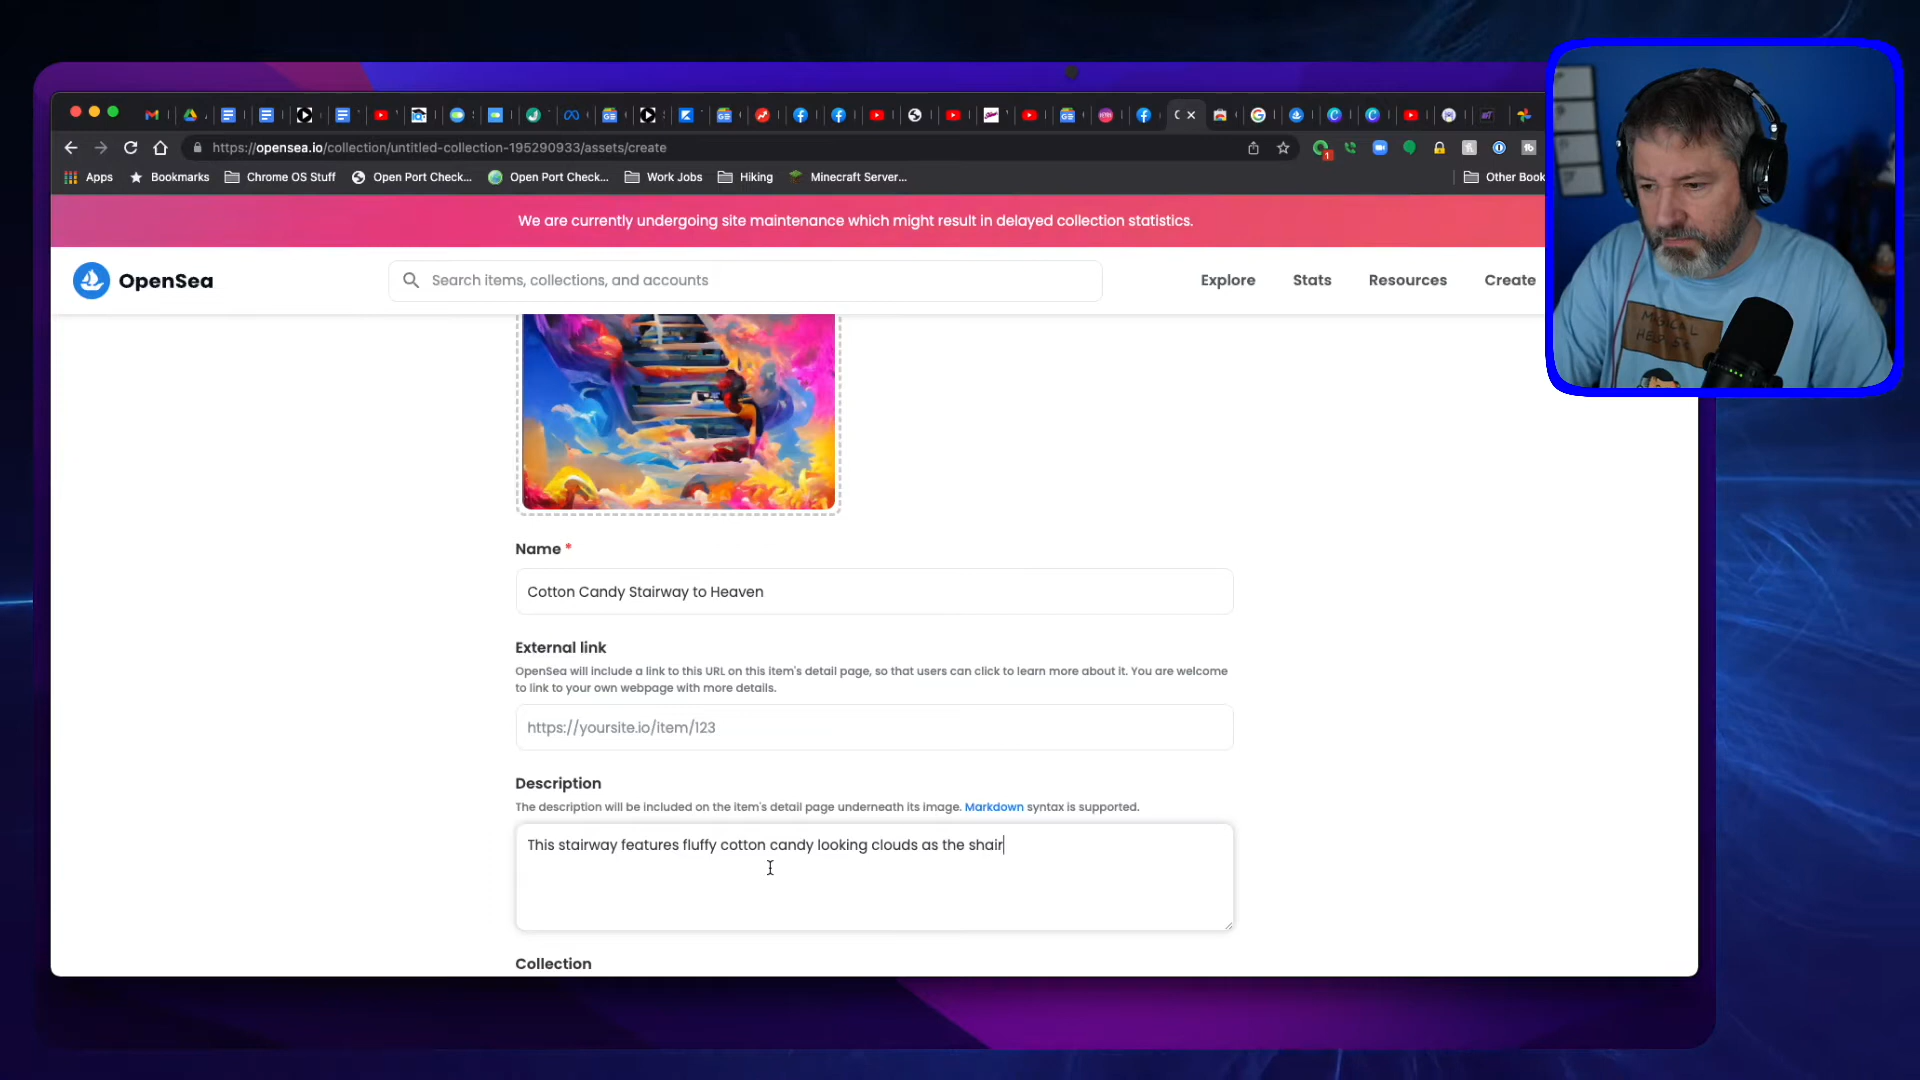 https://opensea.io/collection/untitled-collection-195290933/assets/create
Apps
Bookmarks
Chrome OS Stuff
Open Port Check...
Open Port Check...
Work Jobs
Hiking
Minecraft Server...
Other Book
We are currently undergoing site maintenance which might result in delayed collection statistics.
OpenSea
Search items, collections, and accounts
Explore
Stats
Resources
Create
MAGICAL
Name *
Cotton Candy Stairway to Heaven
External link
OpenSea will include a link to this URL on this item's detail page, so that users can click to learn more about it. You are welcome
to link to your own webpage with more details.
https://yoursite.io/item/123
Description
The description will be included on the item's detail page underneath its image. Markdown syntax is supported.
This stairway features fluffy cotton candy looking clouds as the shair
Collection